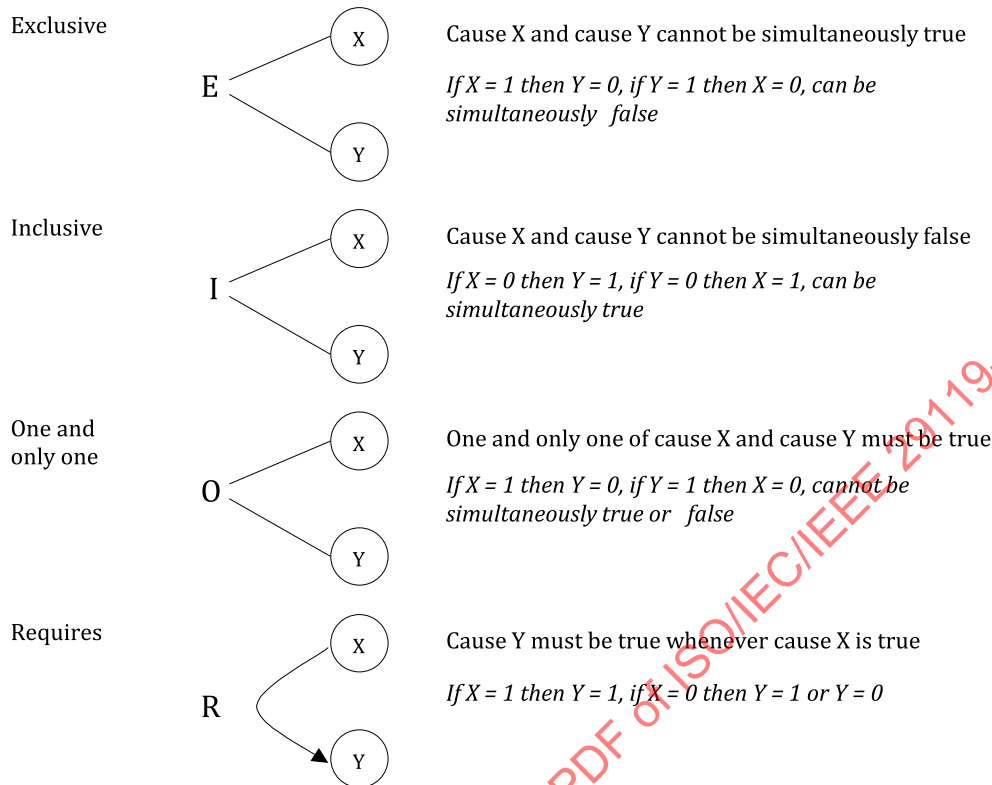 Exclusive
X
Cause X and cause Y cannot be simultaneously true
E
If X = 1 then Y = 0, if Y = 1 then X = 0, can be
simultaneously false
Y
Inclusive
X
Cause X and cause Y cannot be simultaneously false
I
If X = 0 then Y = 1, if Y = 0 then X = 1, can be
simultaneously true
Y
One and
only one
X
One and only one of cause X and cause Y must be true
O
If X = 1 then Y = 0, if Y = 1 then X = 0, cannot be
simultaneously true or false
Y
Requires
X
Cause Y must be true whenever cause X is true
R
If X = 1 then Y = 1, if X = 0 then Y = 1 or Y = 0
Y
PDF of ISO/IEC/IEEE 29119-